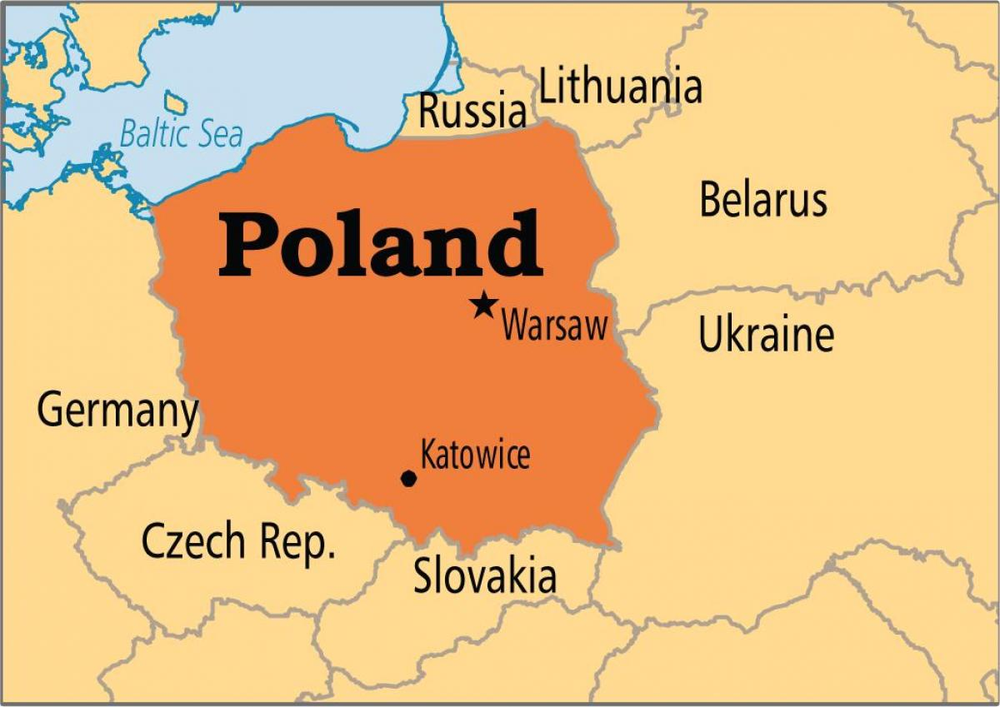 Lithuania
Russia
Baltic Sea
Belarus
Poland
Warsaw
Ukraine
Germany
Katowice
Czech Rep.
Slovakia